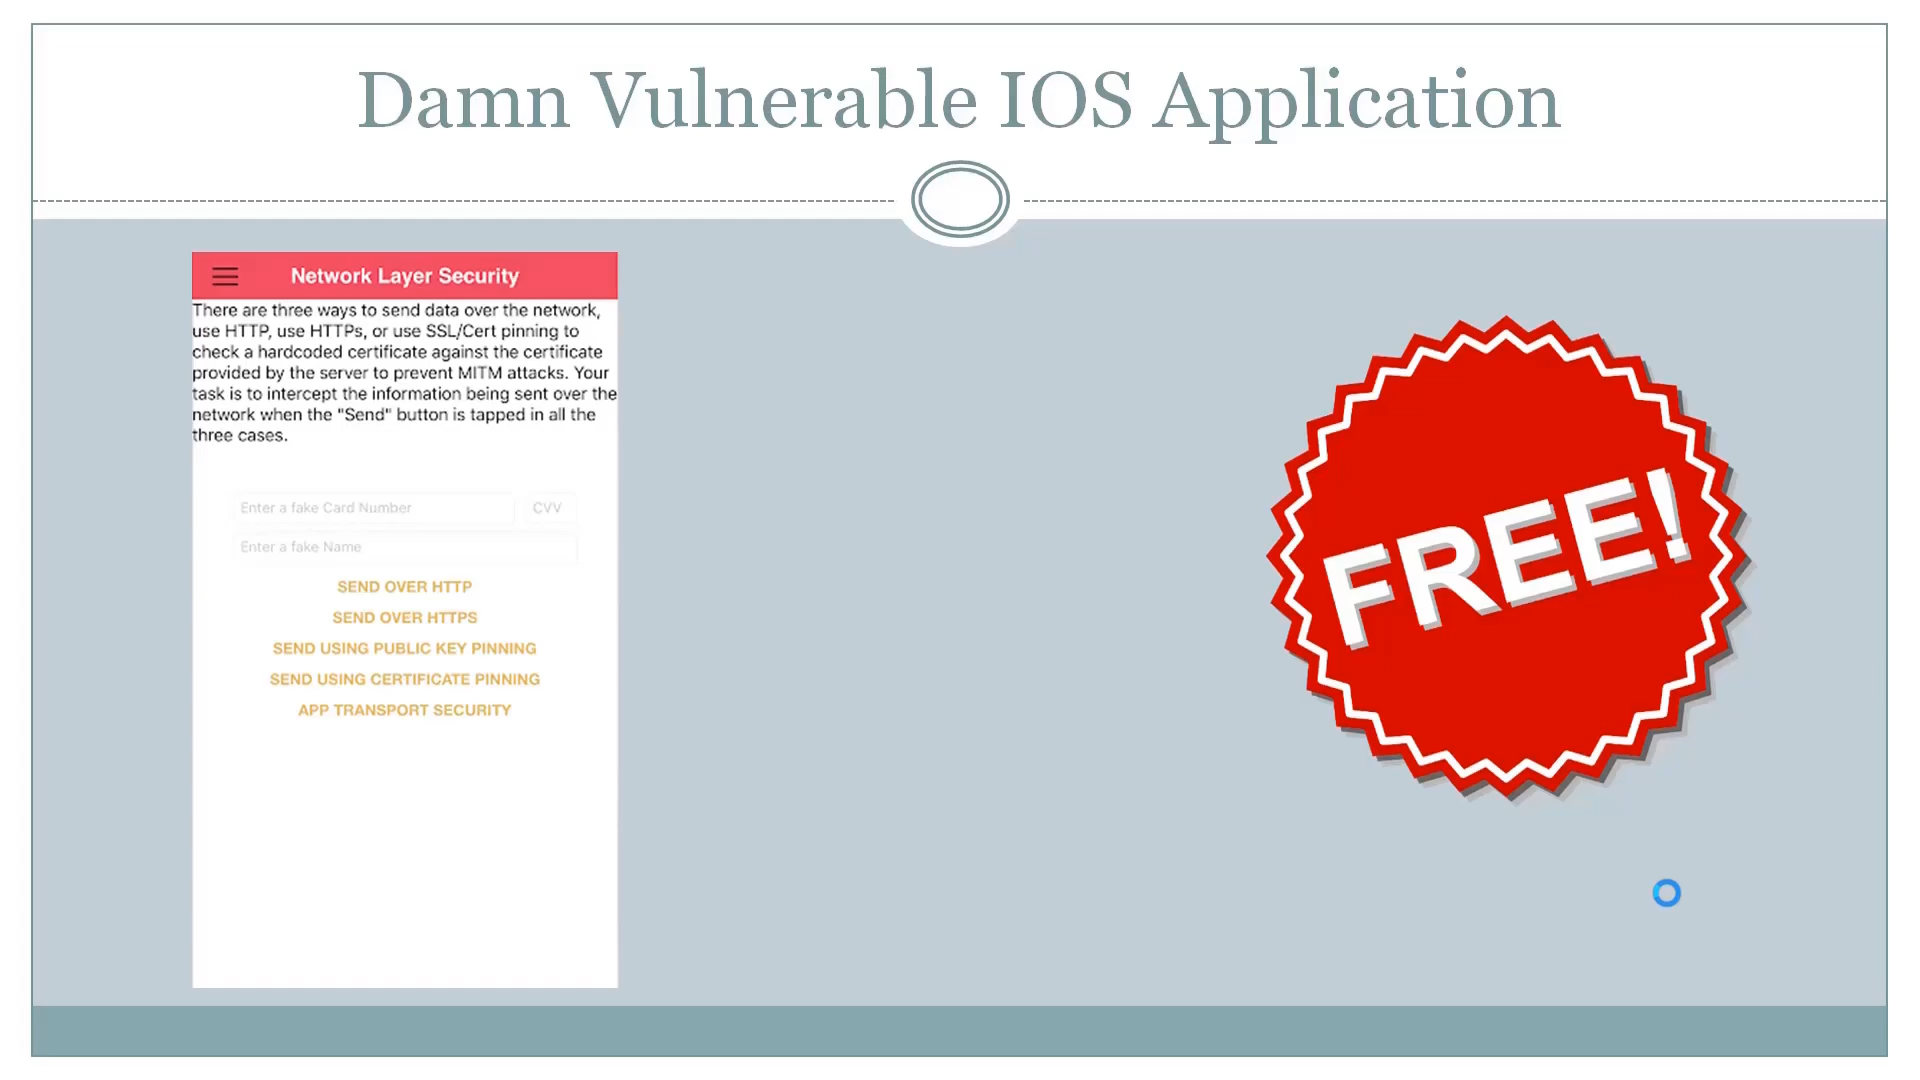 Damn Vulnerable IOS Application
Network Layer Security
There are three ways to send data over the network,
use HTTP, use HTTPs, or use SSL/Cert pinning to
check a hardcoded certificate against the certificate
provided by the server to prevent MITM attacks. Your
task is to intercept the information being sent over the
network when the "Send" button is tapped in all the
three cases.
Enter a fake Card Number CVV
Enter a fake Name
SEND OVER HTTP
SEND OVER HTTPS
SEND USING PUBLIC KEY PINNING
SEND USING CERTIFICATE PINNING
APP TRANSPORT SECURITY
FREE!